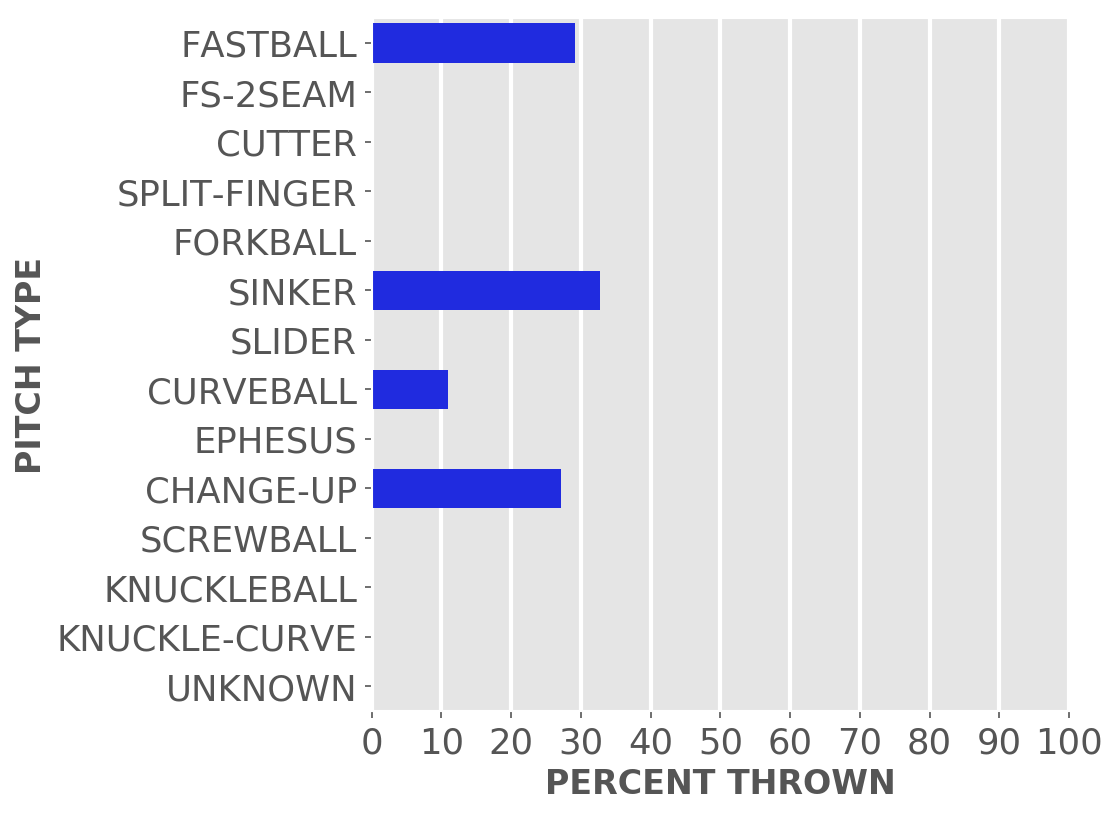 FASTBALL
FS-2SEAM
CUTTER
SPLIT-FINGER
FORKBALL
SINKER
SLIDER
CURVEBALL
EPHESUS
CHANGE-UP
SCREWBALL
KNUCKLEBALL
KNUCKLE-CURVE
UNKNOWN
PITCH TYPE
0 10 20 30 40 50 60 70 80 90 100
PERCENT THROWN